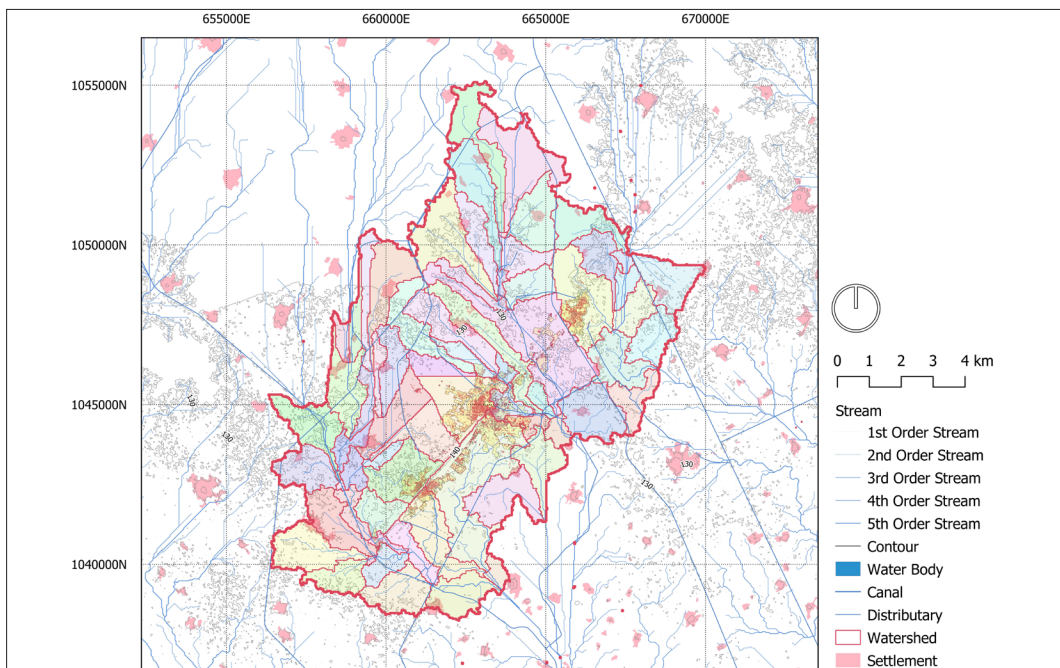 655000E 660000E 665000E 670000E
1055000N
1050000N
1045000N
1040000N
130
130
130
130
140
130
130
0 1 2 3 4 km
Stream
1st Order Stream
2nd Order Stream
3rd Order Stream
4th Order Stream
5th Order Stream
Contour
Water Body
Canal
Distributary
Watershed
Settlement